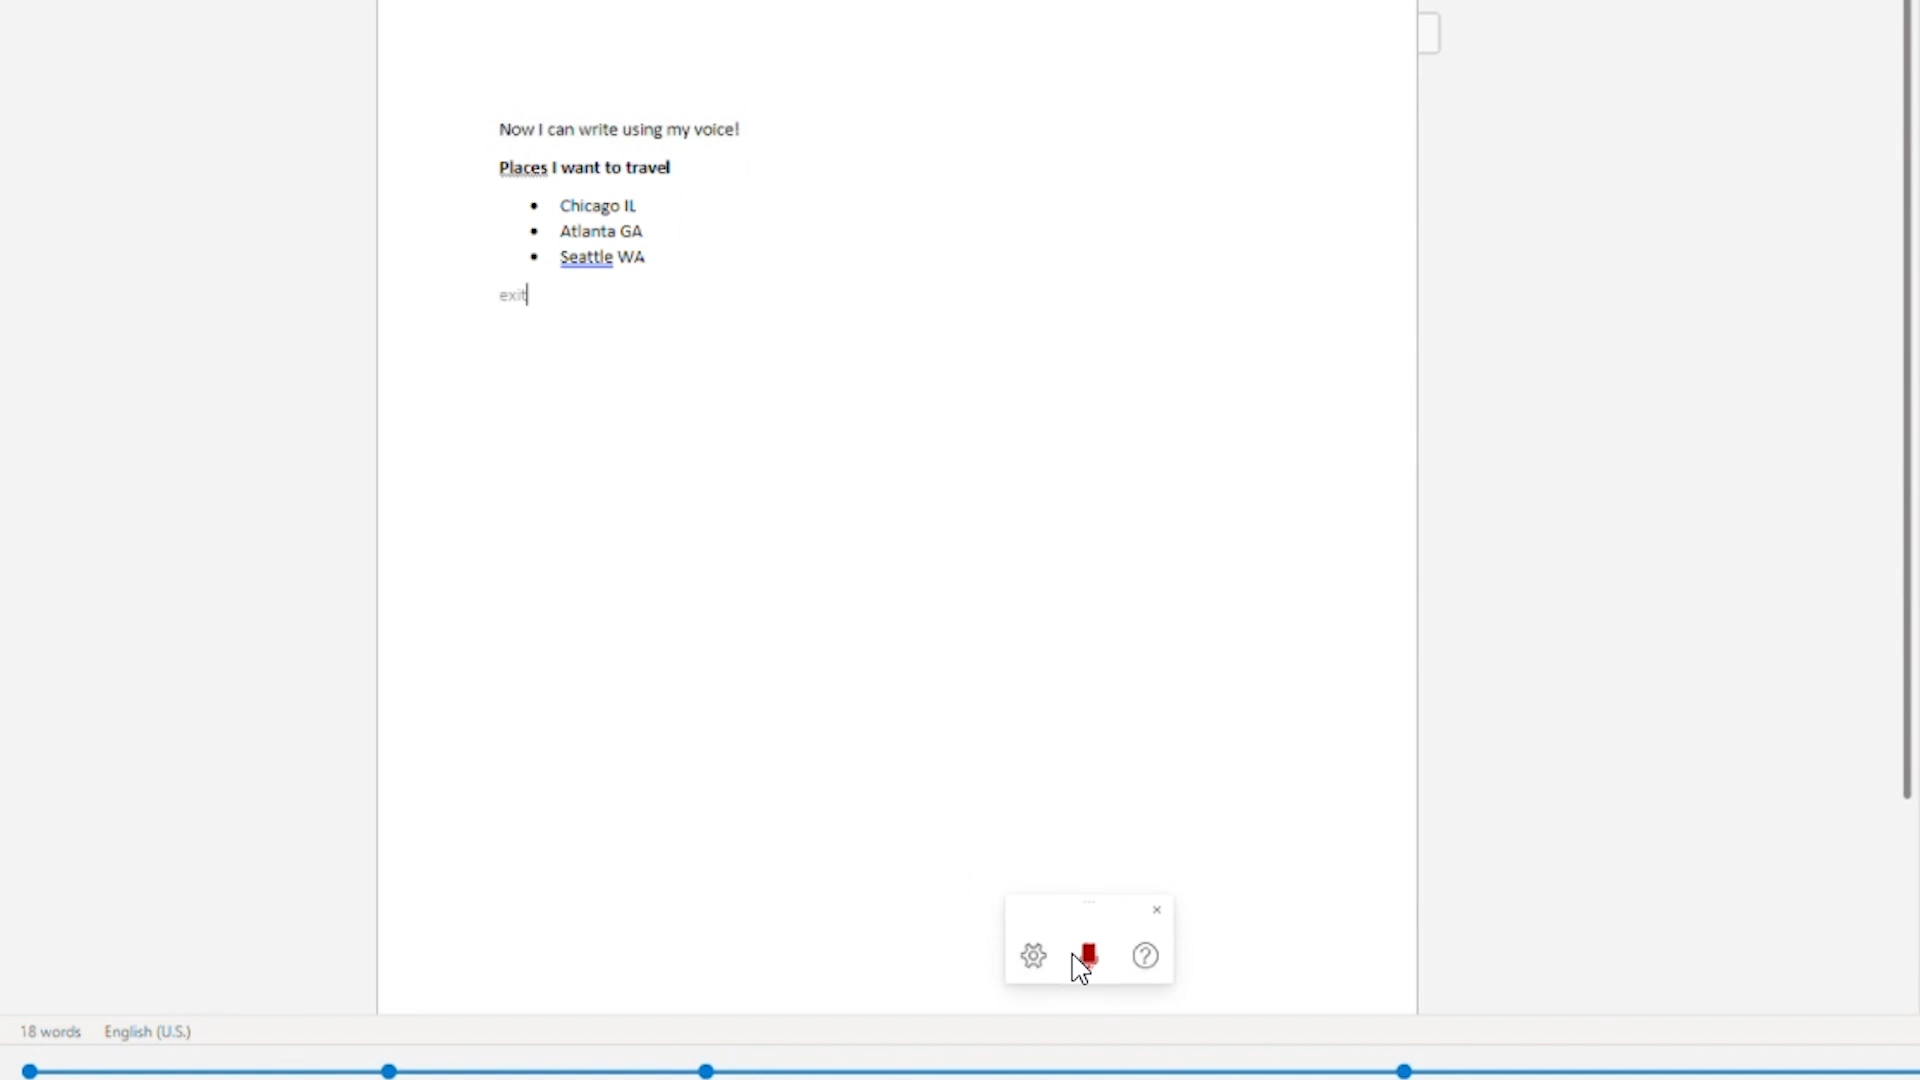 Now I can write using my voice!
Places I want to travel
• Chicago IL
• Atlanta GA
• Seattle WA
exit
18 words English (U.S.)